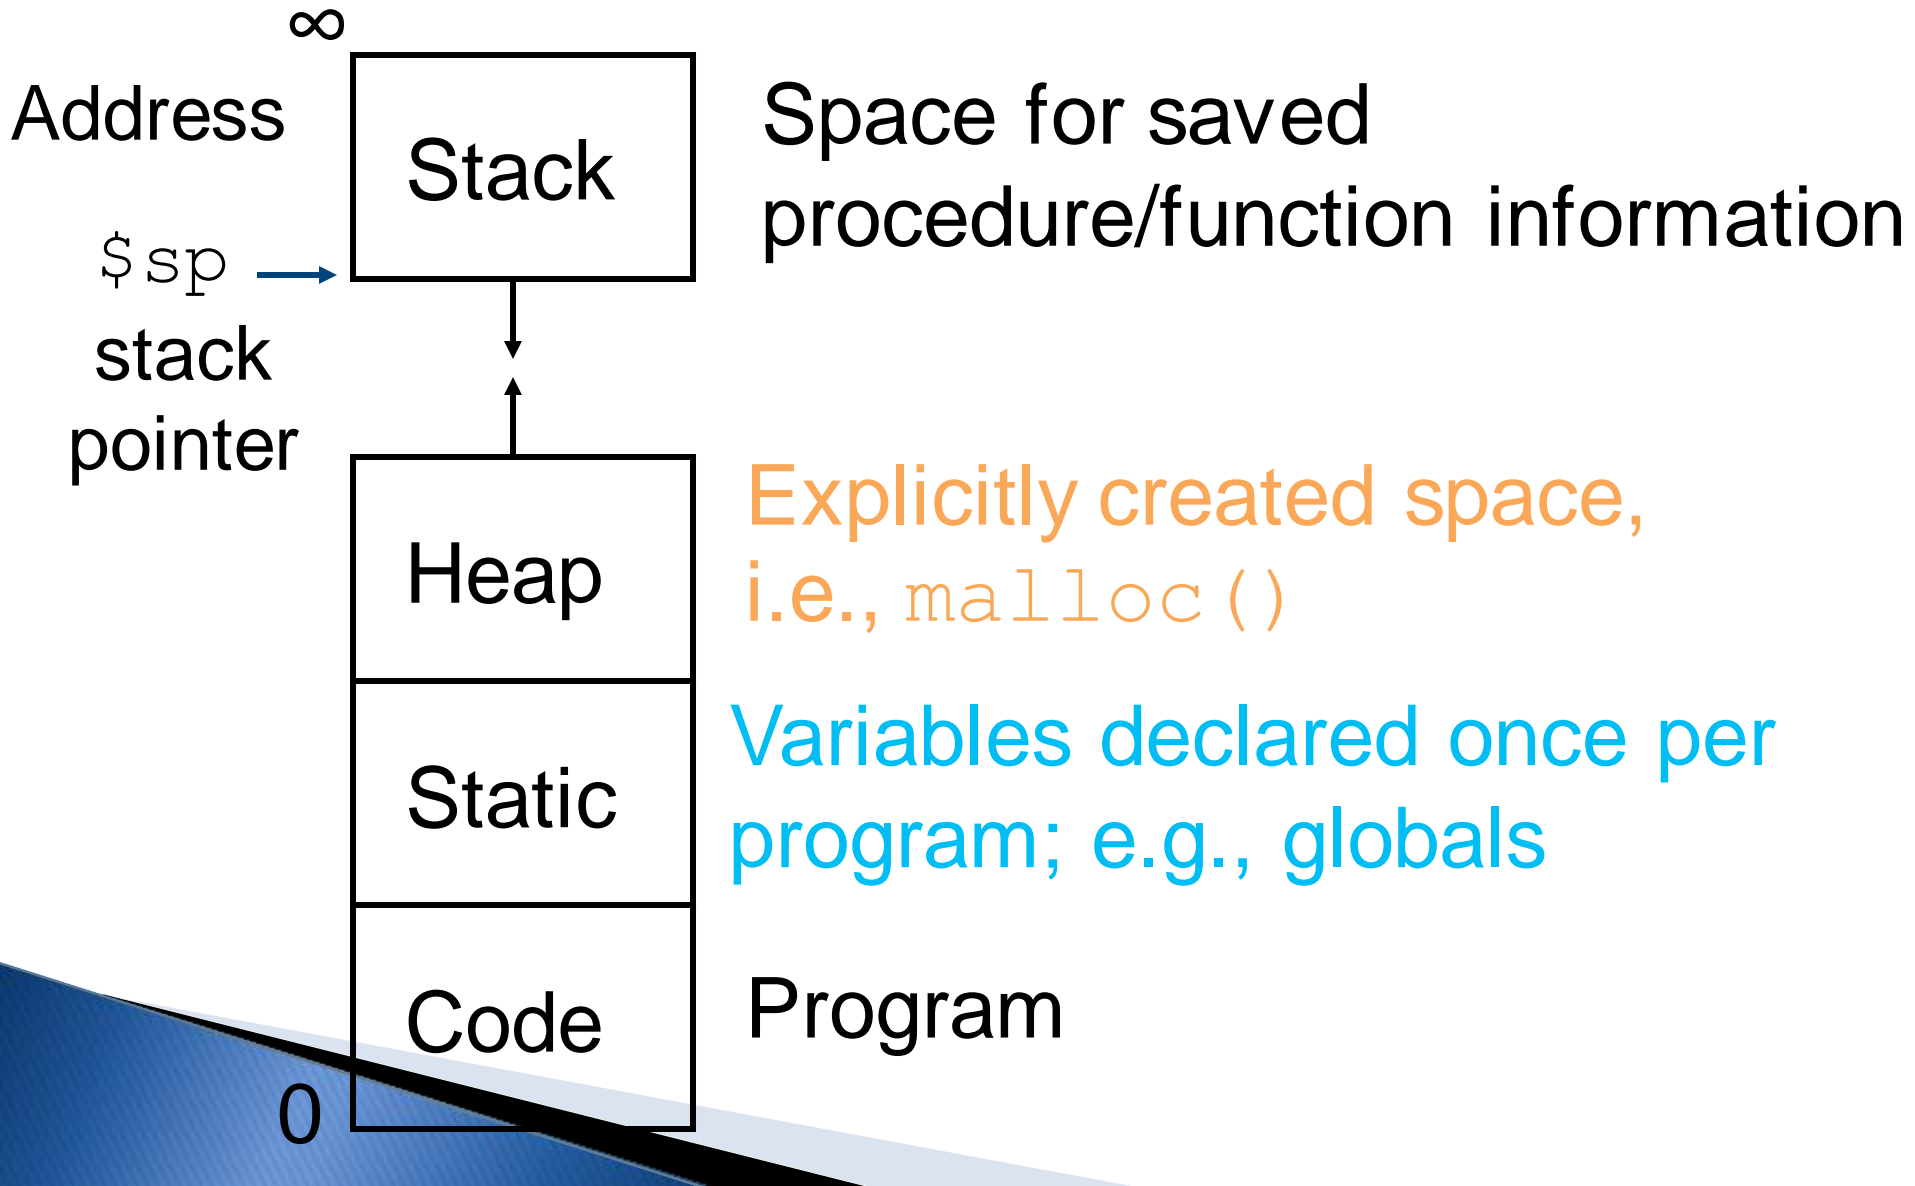 ∞
Address
Stack
Space for saved
procedure/function information
$sp
stack
pointer
Heap
Explicitly created space,
i.e., malloc()
Static
Variables declared once per
program; e.g., globals
Code
Program
0